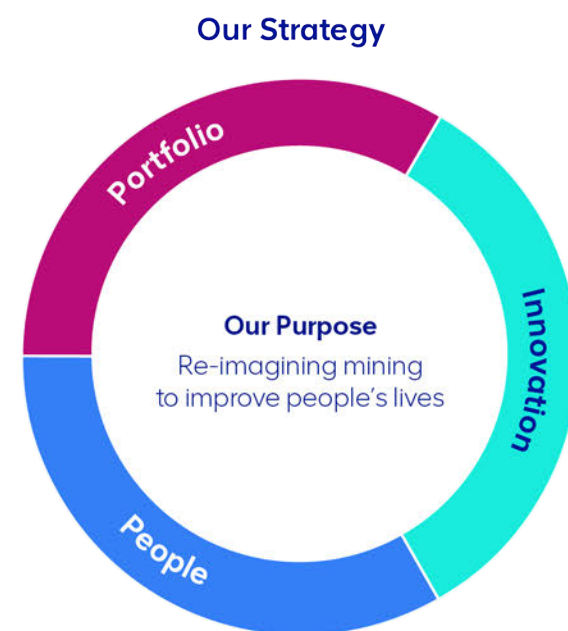 Our Strategy
Portfolio
Innovation
Our Purpose
Re-imagining mining
to improve people's lives
People